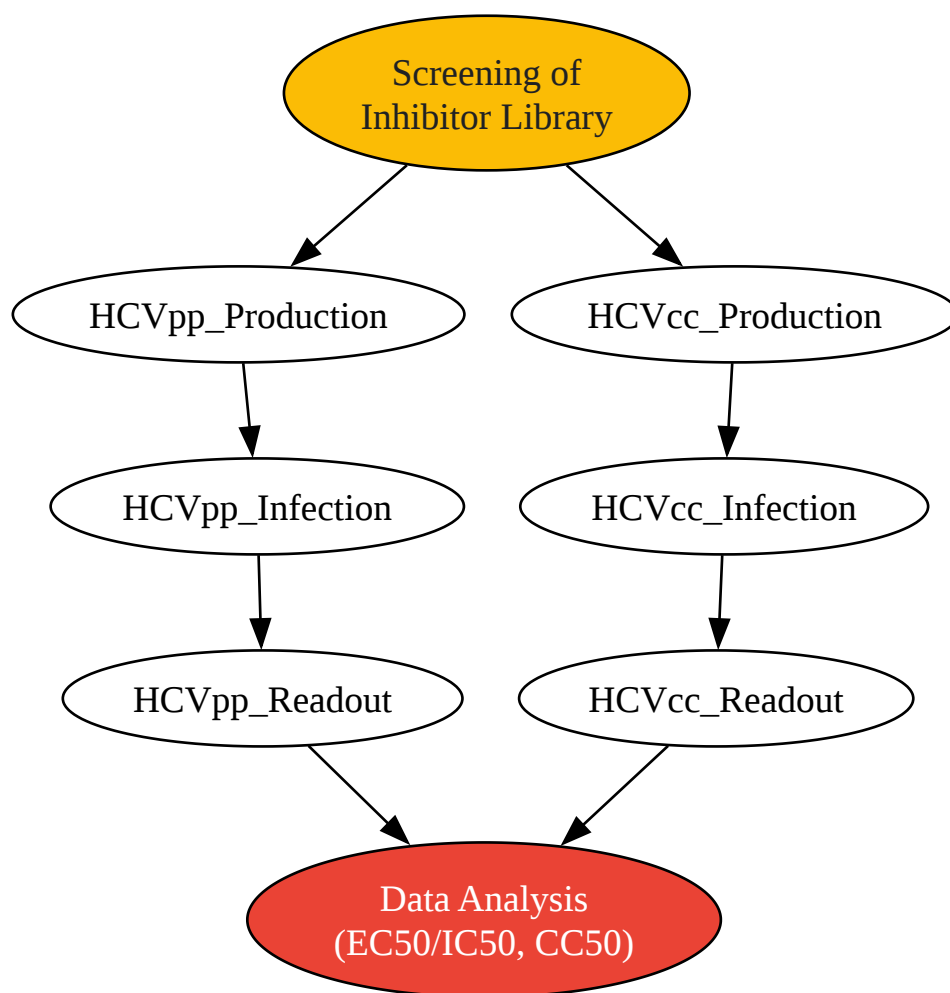 Screening of
Inhibitor Library
HCVpp_Production
HCVcc_Production
HCVpp_Infection
HCVcc_Infection
HCVpp_Readout
HCVcc_Readout
Data Analysis
(EC50/IC50, CC50)